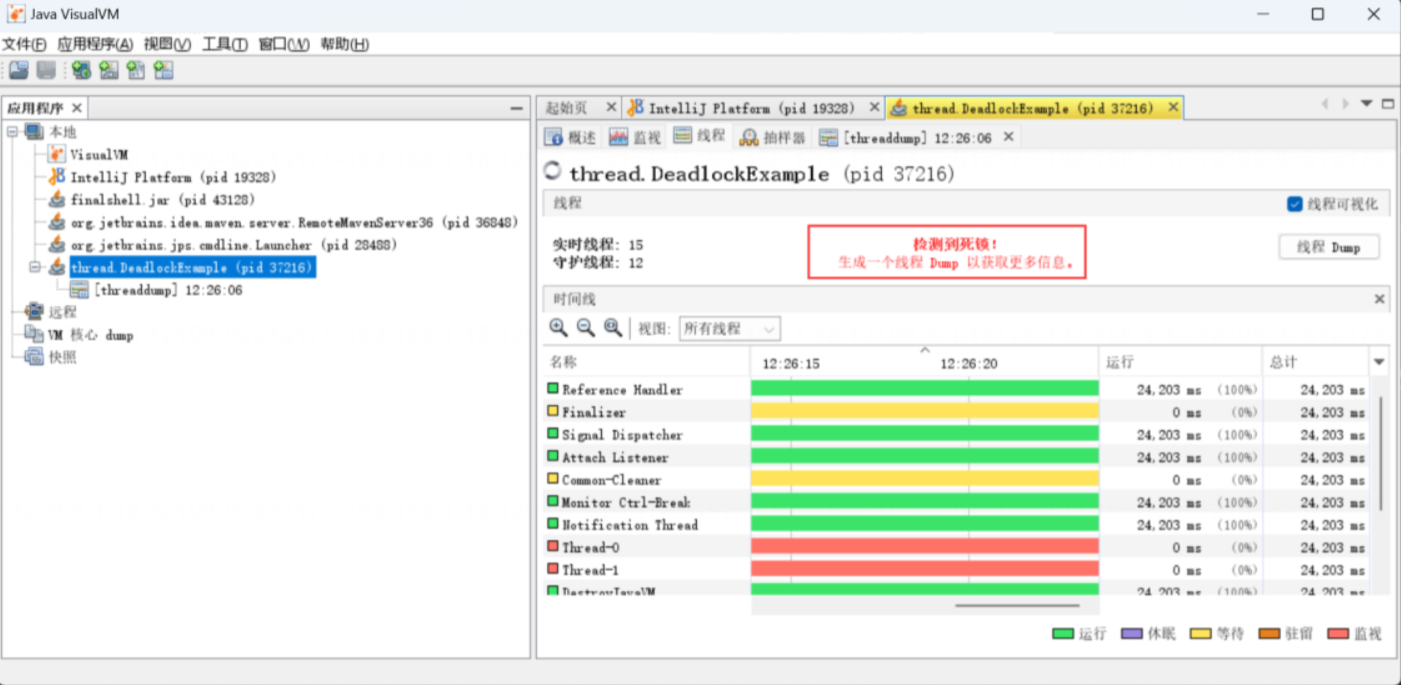 Java VisualVM
文件(F) 应用程序(A) 视图(V) 工具(T) 窗口(W) 帮助(H)
应用程序
本地
VisualVM
IntelliJ Platform (pid 19328)
finalshell.jar (pid 43128)
org.jetbrains.idea.maven.server.RemoteMavenServer36 (pid 36848)
org.jetbrains.jps.cmdline.Launcher (pid 28488)
thread.DeadlockExample (pid 37216)
[threaddump] 12:26:06
远程
VM 核心 dump
快照
起始页 IntelliJ Platform (pid 19328) thread.DeadlockExample (pid 37216)
概述 监视 线程 抽样器 [threaddump] 12:26:06
thread.DeadlockExample (pid 37216)
线程 线程可视化
实时线程: 15
守护线程: 12
检测到死锁!
生成一个线程 Dump 以获取更多信息。
线程 Dump
时间线
视图: 所有线程
名称 12:26:15 12:26:20 运行 总计
Reference Handler 24,203 ms (100%) 24,203 ms
Finalizer 0 ms (0%) 24,203 ms
Signal Dispatcher 24,203 ms (100%) 24,203 ms
Attach Listener 24,203 ms (100%) 24,203 ms
Common-Cleaner 0 ms (0%) 24,203 ms
Monitor Ctrl-Break 24,203 ms (100%) 24,203 ms
Notification Thread 24,203 ms (100%) 24,203 ms
Thread-0 0 ms (0%) 24,203 ms
Thread-1 0 ms (0%) 24,203 ms
DestroyJavaVM 24,203 ms (100%) 24,203 ms
运行 休眠 等待 驻留 监视